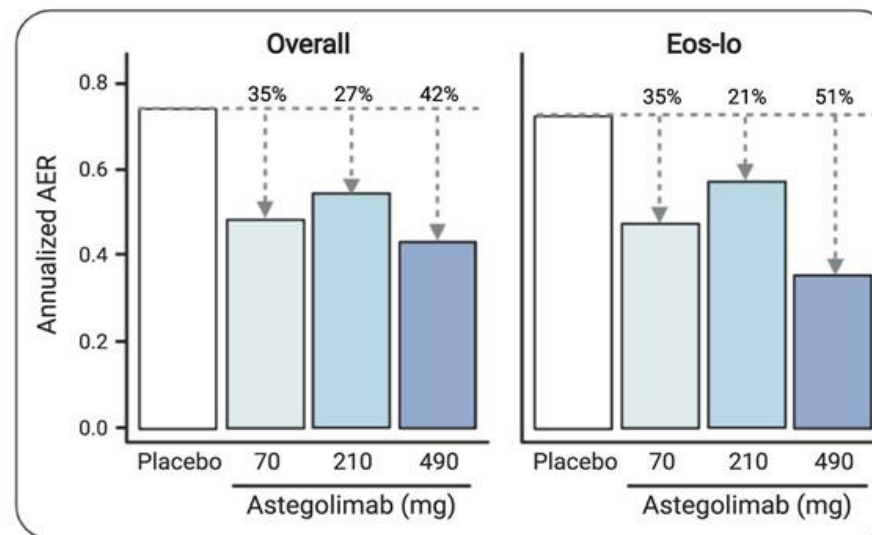 Overall
Eos-lo
Annualized AER
0.8
0.6
0.4
0.2
0.0
35% 27% 42%
35% 21% 51%
Placebo 70 210 490
Astegolimab (mg)
Placebo 70 210 490
Astegolimab (mg)